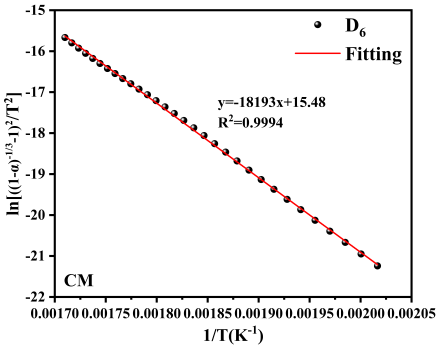 -15
-16
-17
-18
-19
-20
-21
-22
ln[((1-α)-1/3-1)2/T2]
D6
Fitting
y=-18193x+15.48
R2=0.9994
CM
0.00170 0.00175 0.00180 0.00185 0.00190 0.00195 0.00200 0.00205
1/T(K-1)